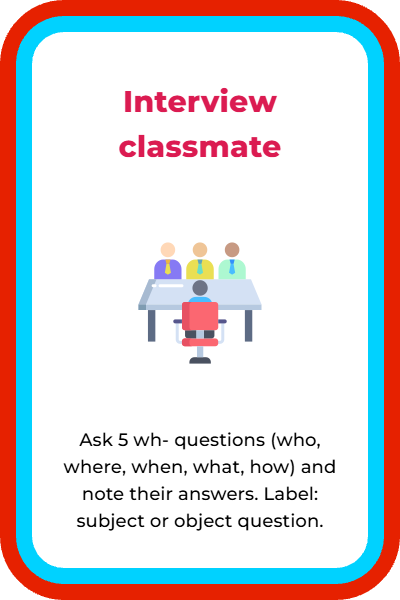 Interview
classmate
Ask 5 wh- questions (who,
where, when, what, how) and
note their answers. Label:
subject or object question.